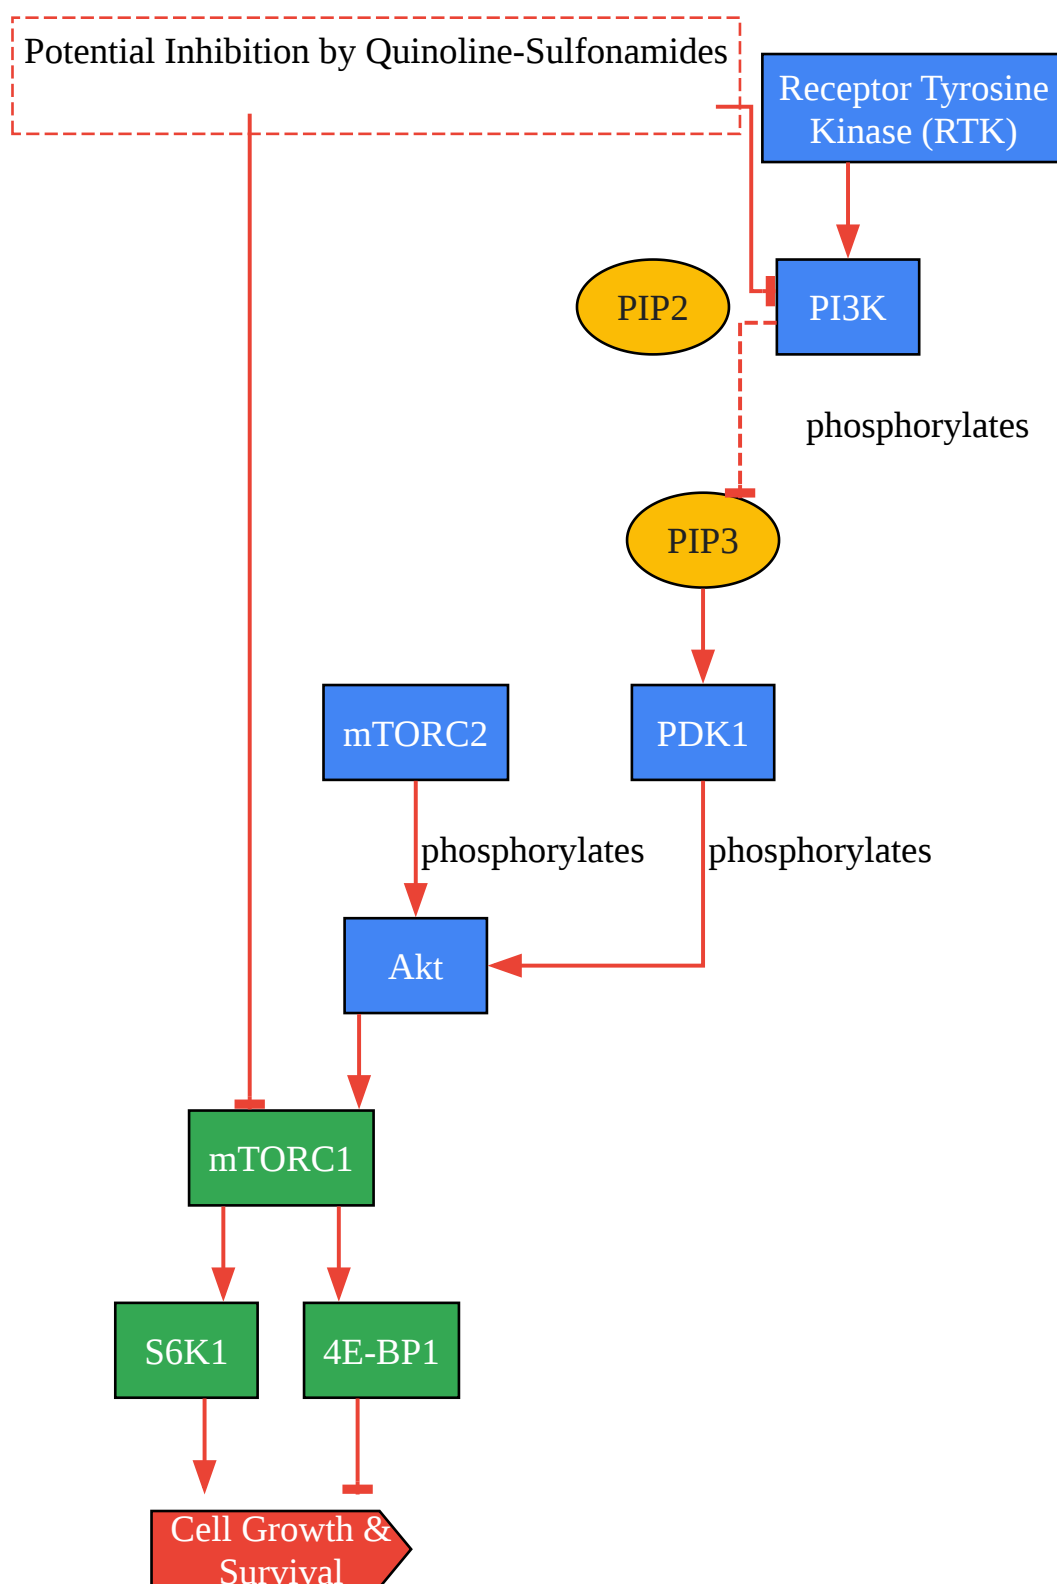 Potential Inhibition by Quinoline-Sulfonamides
Receptor Tyrosine
Kinase (RTK)
PIP2
PI3K
phosphorylates
PIP3
mTORC2
PDK1
phosphorylates
phosphorylates
Akt
mTORC1
S6K1
4E-BP1
Cell Growth &
Survival